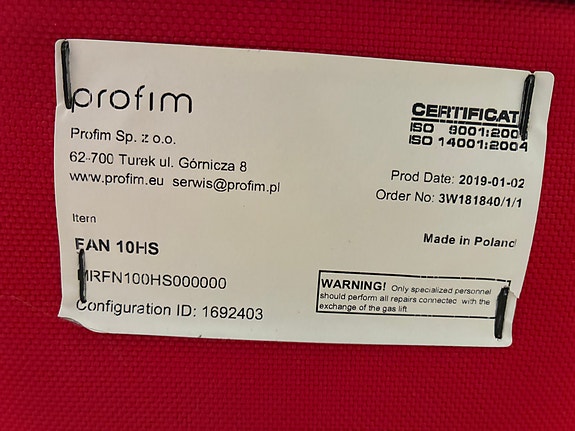 profim
Profim Sp. z o.o.
62-700 Turek ul. Górnicza 8
www.profim.eu serwis@profim.pl
CERTIFICAT
ISO 9001:200
ISO 14001:2004
Prod Date: 2019-01-02
Order No: 3W181840/1/1
Made in Poland
Item
FAN 10HS
MRFN100HS000000
Configuration ID: 1692403
WARNING! Only specialized personnel
should perform all repairs connected with the
exchange of the gas lift